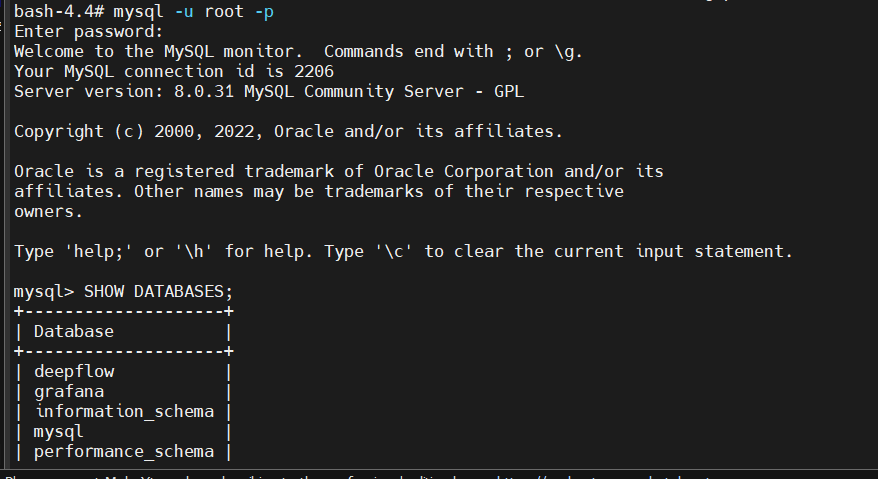 bash-4.4# mysql -u root -p
Enter password:
Welcome to the MySQL monitor.  Commands end with ; or \g.
Your MySQL connection id is 2206
Server version: 8.0.31 MySQL Community Server - GPL
Copyright (c) 2000, 2022, Oracle and/or its affiliates.
Oracle is a registered trademark of Oracle Corporation and/or its
affiliates. Other names may be trademarks of their respective
owners.
Type 'help;' or '\h' for help. Type '\c' to clear the current input statement.
mysql> SHOW DATABASES;
+--------------------+
| Database           |
+--------------------+
| deepflow           |
| grafana            |
| information_schema |
| mysql              |
| performance_schema |